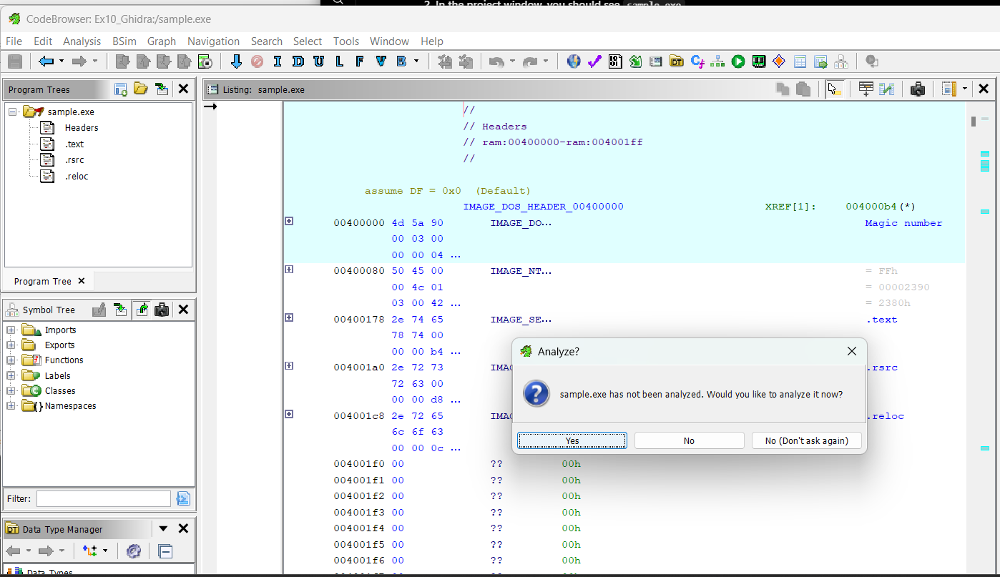 2. In the project window, you should see sample.exe
CodeBrowser: Ex10_Ghidra:/sample.exe
File Edit Analysis BSim Graph Navigation Search Select Tools Window Help
I D U L F V B
Program Trees
sample.exe
Headers
.text
.rsrc
.reloc
Program Tree
Symbol Tree
Imports
Exports
Functions
Labels
Classes
Namespaces
Filter:
Data Type Manager
Data Types
Listing: sample.exe
//
// Headers
// ram:00400000-ram:004001ff
//
assume DF = 0x0 (Default)
IMAGE_DOS_HEADER_00400000 XREF[1]: 004000b4(*)
00400000 4d 5a 90 IMAGE_DO... Magic number
00 03 00
00 00 04 ...
00400080 50 45 00 IMAGE_NT... = FFh
00 4c 01 = 00002390
03 00 42 ... = 2380h
00400178 2e 74 65 IMAGE_SE... .text
78 74 00
00 00 b4 ...
004001a0 2e 72 73 IMA .rsrc
72 63 00
00 00 d8 ...
004001c8 2e 72 65 IMA .reloc
6c 6f 63
00 00 0c ...
004001f0 00 ?? 00h
004001f1 00 ?? 00h
004001f2 00 ?? 00h
004001f3 00 ?? 00h
004001f4 00 ?? 00h
004001f5 00 ?? 00h
004001f6 00 ?? 00h
Analyze?
sample.exe has not been analyzed. Would you like to analyze it now?
Yes No No (Don't ask again)